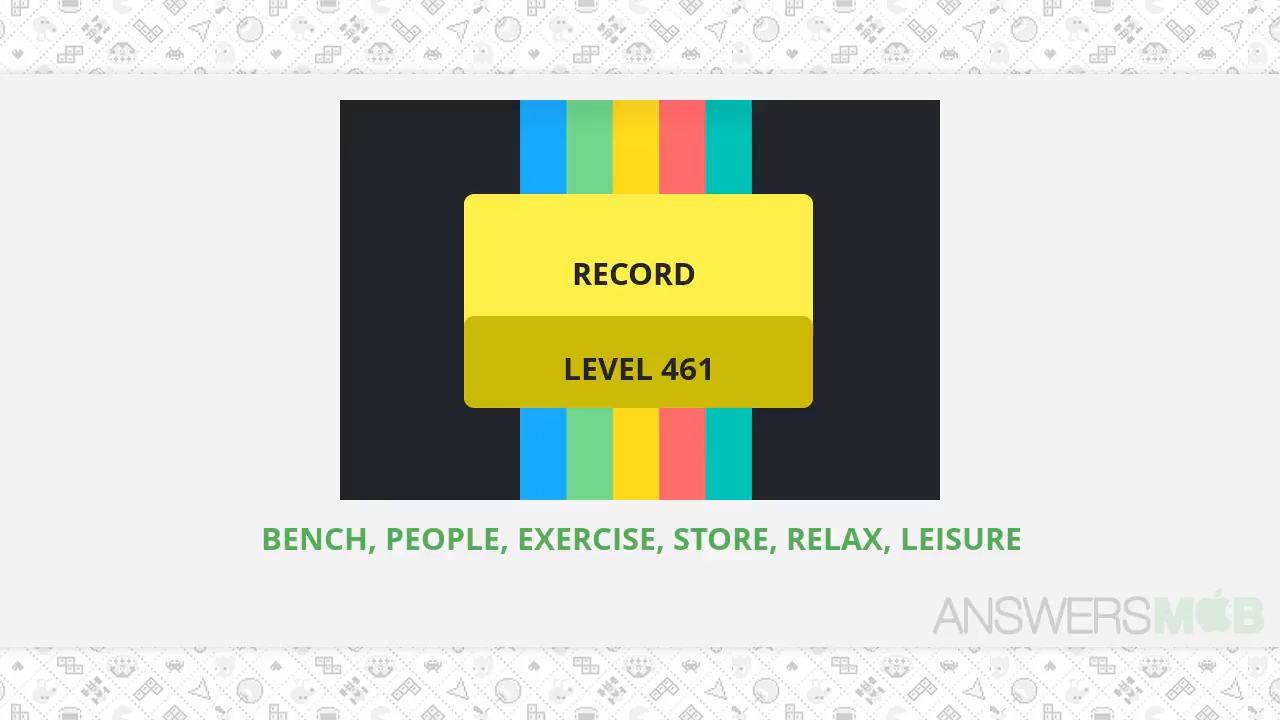 RECORD
LEVEL 461
BENCH, PEOPLE, EXERCISE, STORE, RELAX, LEISURE
ANSWERSMOB